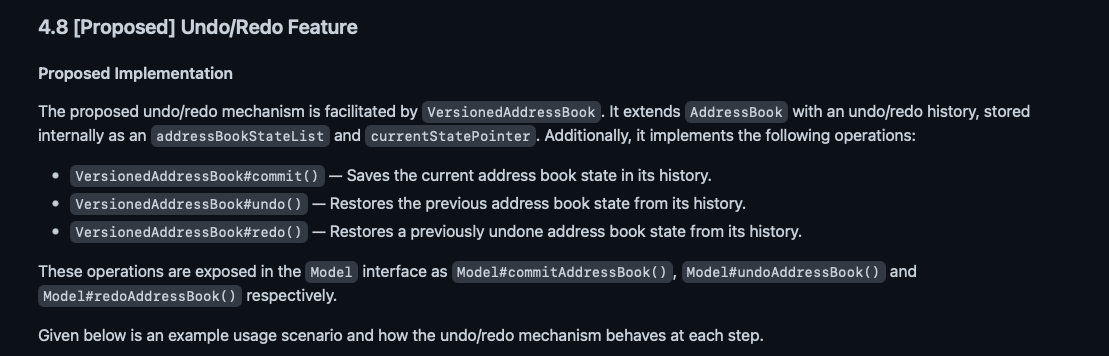 4.8 [Proposed] Undo/Redo Feature
Proposed Implementation
The proposed undo/redo mechanism is facilitated by VersionedAddressBook. It extends AddressBook with an undo/redo history, stored
internally as an addressBookStateList and currentStatePointer. Additionally, it implements the following operations:
• VersionedAddressBook#commit() — Saves the current address book state in its history.
• VersionedAddressBook#undo() — Restores the previous address book state from its history.
• VersionedAddressBook#redo() — Restores a previously undone address book state from its history.
These operations are exposed in the Model interface as Model#commitAddressBook(), Model#undoAddressBook() and
Model#redoAddressBook() respectively.
Given below is an example usage scenario and how the undo/redo mechanism behaves at each step.